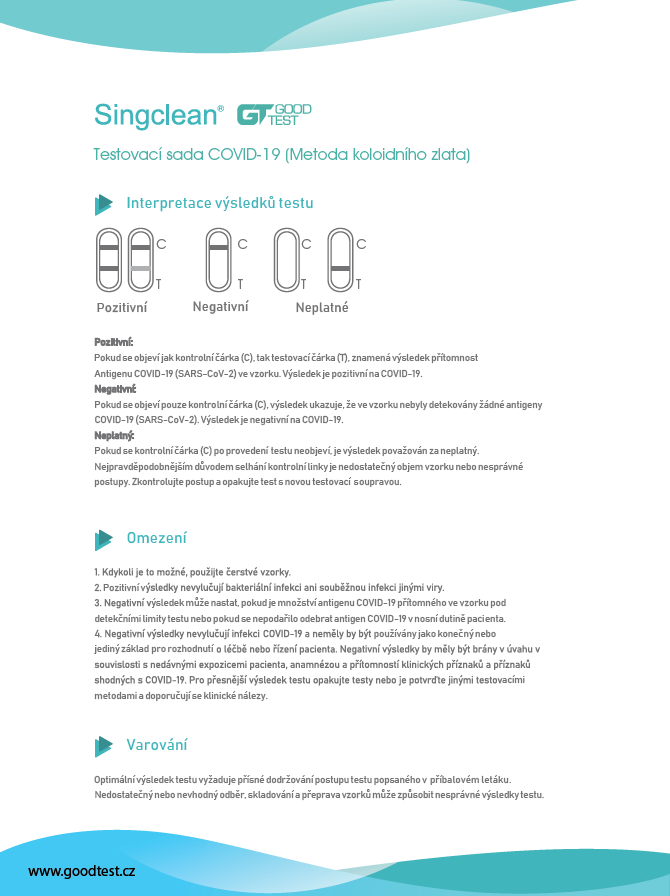 Singclean® GT GOOD TEST
Testovací sada COVID-19 (Metoda koloidního zlata)
Interpretace výsledků testu
C C C C
T T T T
Pozitivní Negativní Neplatné
Pozitivní:
Pokud se objeví jak kontrolní čárka (C), tak testovací čárka (T), znamená výsledek přítomnost
Antigenu COVID-19 (SARS-CoV-2) ve vzorku. Výsledek je pozitivní na COVID-19.
Negativní:
Pokud se objeví pouze kontrolní čárka (C), výsledek ukazuje, že ve vzorku nebyly detekovány žádné antigeny
COVID-19 (SARS-CoV-2). Výsledek je negativní na COVID-19.
Neplatný:
Pokud se kontrolní čárka (C) po provedení testu neobjeví, je výsledek považován za neplatný.
Nejpravděpodobnějším důvodem selhání kontrolní linky je nedostatečný objem vzorku nebo nesprávné
postupy. Zkontrolujte postup a opakujte test s novou testovací soupravou.
Omezení
1. Kdykoli je to možné, použijte čerstvé vzorky.
2. Pozitivní výsledky nevylučují bakteriální infekci ani souběžnou infekci jinými viry.
3. Negativní výsledek může nastat, pokud je množství antigenu COVID-19 přítomného ve vzorku pod
detekčními limity testu nebo pokud se nepodařilo odebrat antigen COVID-19 v nosní dutině pacienta.
4. Negativní výsledky nevylučují infekci COVID-19 a neměly by být používány jako konečný nebo
jediný základ pro rozhodnutí o léčbě nebo řízení pacienta. Negativní výsledky by měly být brány v úvahu v
souvislosti s nedávnými expozicemi pacienta, anamnézou a přítomností klinických příznaků a příznaků
shodných s COVID-19. Pro přesnější výsledek testu opakujte testy nebo je potvrďte jinými testovacími
metodami a doporučují se klinické nálezy.
Varování
Optimální výsledek testu vyžaduje přísné dodržování postupu testu popsaného v příbalovém letáku.
Nedostatečný nebo nevhodný odběr, skladování a přeprava vzorků může způsobit nesprávné výsledky testu.
www.goodtest.cz